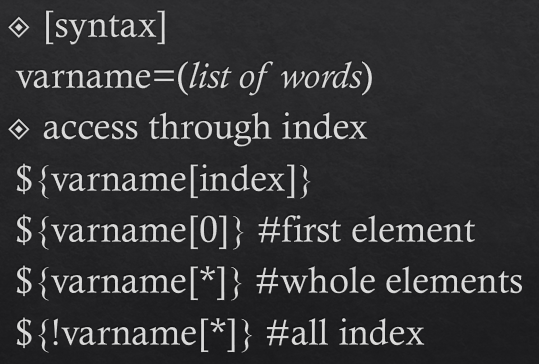 [syntax]
varname=(list of words)
access through index
${varname[index]}
${varname[0]} #first element
${varname[*]} #whole elements
${!varname[*]} #all index